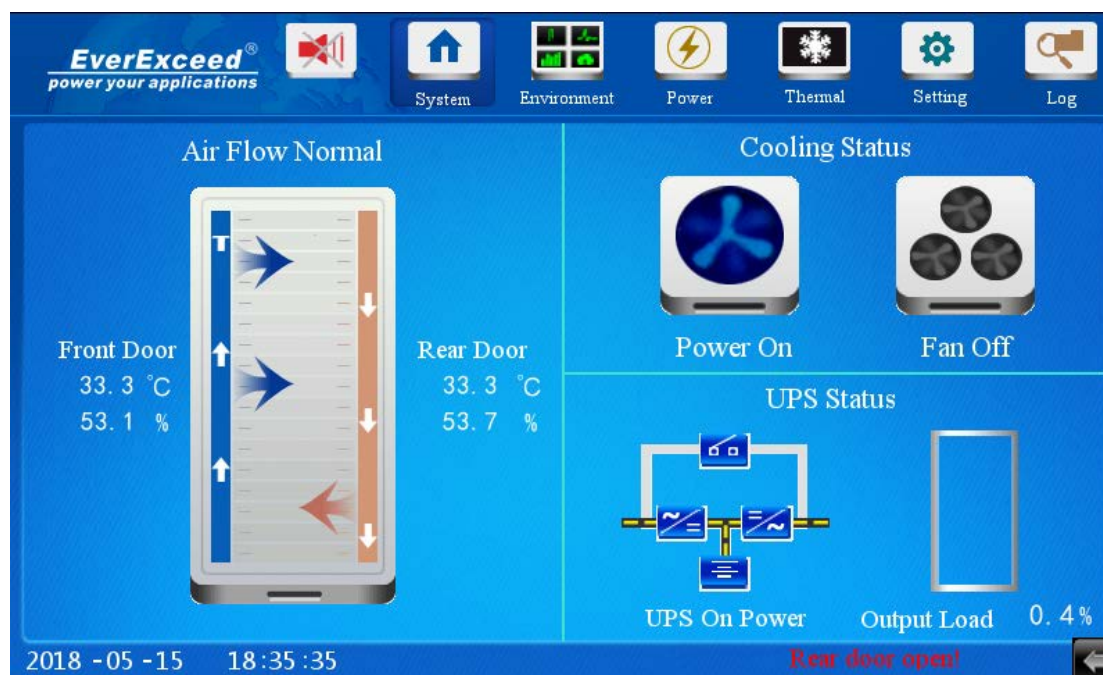 EverExceed®
power your applications
System
Environment
Power
Thermal
Setting
Log
Air Flow Normal
Front Door
33.3 °C
53.1 %
Rear Door
33.3 °C
53.7 %
Cooling Status
Power On
Fan Off
UPS Status
UPS On Power
Output Load 0.4%
2018-05-15 18:35:35
Rear door open!